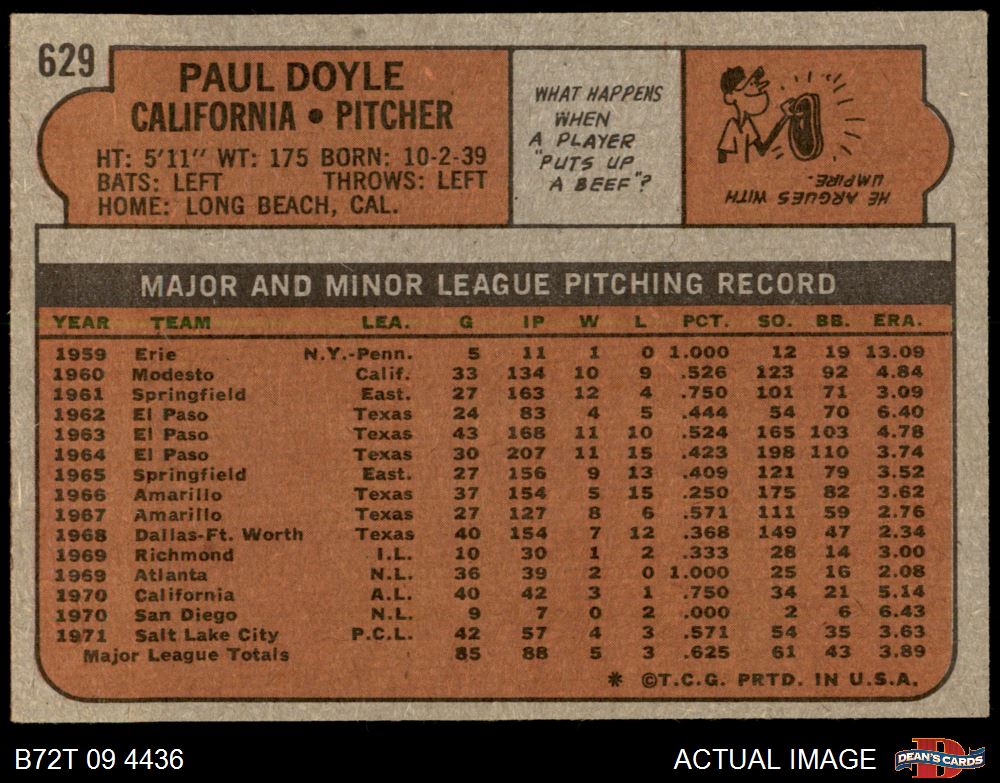 629
PAUL DOYLE
CALIFORNIA • PITCHER
HT: 5'11" WT: 175 BORN: 10-2-39
BATS: LEFT THROWS: LEFT
HOME: LONG BEACH, CAL.
WHAT HAPPENS
WHEN
A PLAYER
"PUTS UP
A BEEF"?
HE ARGUES WITH
UMPIRE.
MAJOR AND MINOR LEAGUE PITCHING RECORD
YEAR TEAM LEA. G IP W L PCT. SO. BB. ERA.
1959 Erie N.Y.-Penn. 5 11 1 0 1.000 12 19 13.09
1960 Modesto Calif. 33 134 10 9 .526 123 92 4.84
1961 Springfield East. 27 163 12 4 .750 101 71 3.09
1962 El Paso Texas 24 83 4 5 .444 54 70 6.40
1963 El Paso Texas 43 168 11 10 .524 165 103 4.78
1964 El Paso Texas 30 207 11 15 .423 198 110 3.74
1965 Springfield East. 27 156 9 13 .409 121 79 3.52
1966 Amarillo Texas 37 154 5 15 .250 175 82 3.62
1967 Amarillo Texas 27 127 8 6 .571 111 59 2.76
1968 Dallas-Ft. Worth Texas 40 154 7 12 .368 149 47 2.34
1969 Richmond I.L. 10 30 1 2 .333 28 14 3.00
1969 Atlanta N.L. 36 39 2 0 1.000 25 16 2.08
1970 California A.L. 40 42 3 1 .750 34 21 5.14
1970 San Diego N.L. 9 7 0 2 .000 2 6 6.43
1971 Salt Lake City P.C.L. 42 57 4 3 .571 54 35 3.63
Major League Totals 85 88 5 3 .625 61 43 3.89
* ©T.C.G. PRTD. IN U.S.A.
B72T 09 4436
ACTUAL IMAGE
D
DEAN'S CARDS